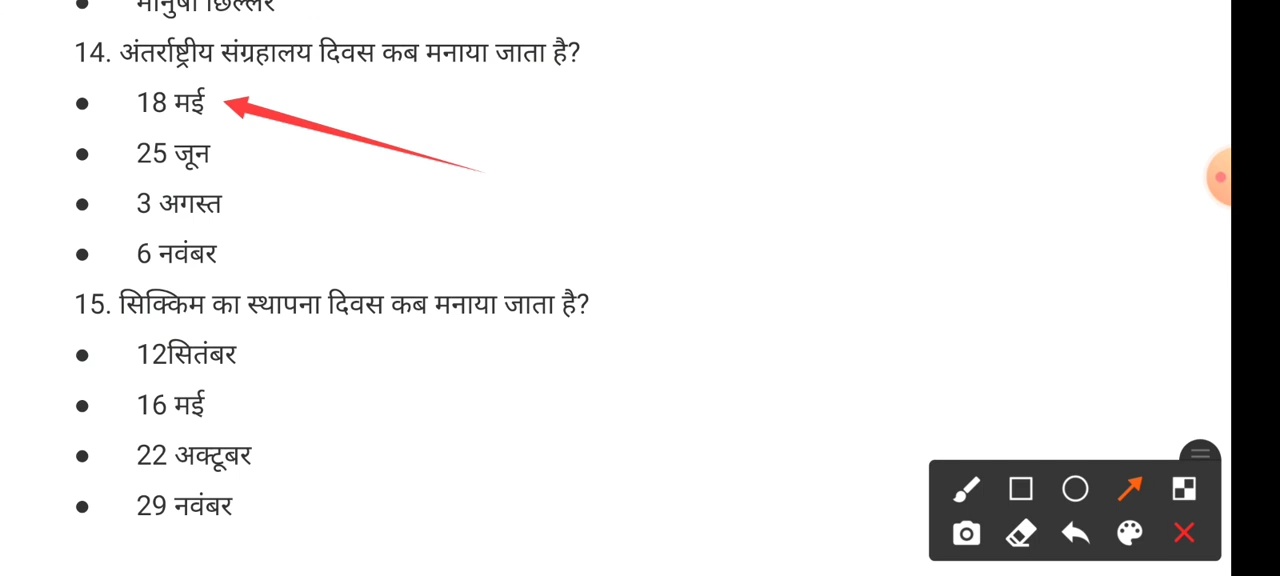 मानुषी छिल्लर
14. अंतर्राष्ट्रीय संग्रहालय दिवस कब मनाया जाता है?
● 18 मई
● 25 जून
● 3 अगस्त
● 6 नवंबर
15. सिक्किम का स्थापना दिवस कब मनाया जाता है?
● 12सितंबर
● 16 मई
● 22 अक्टूबर
● 29 नवंबर